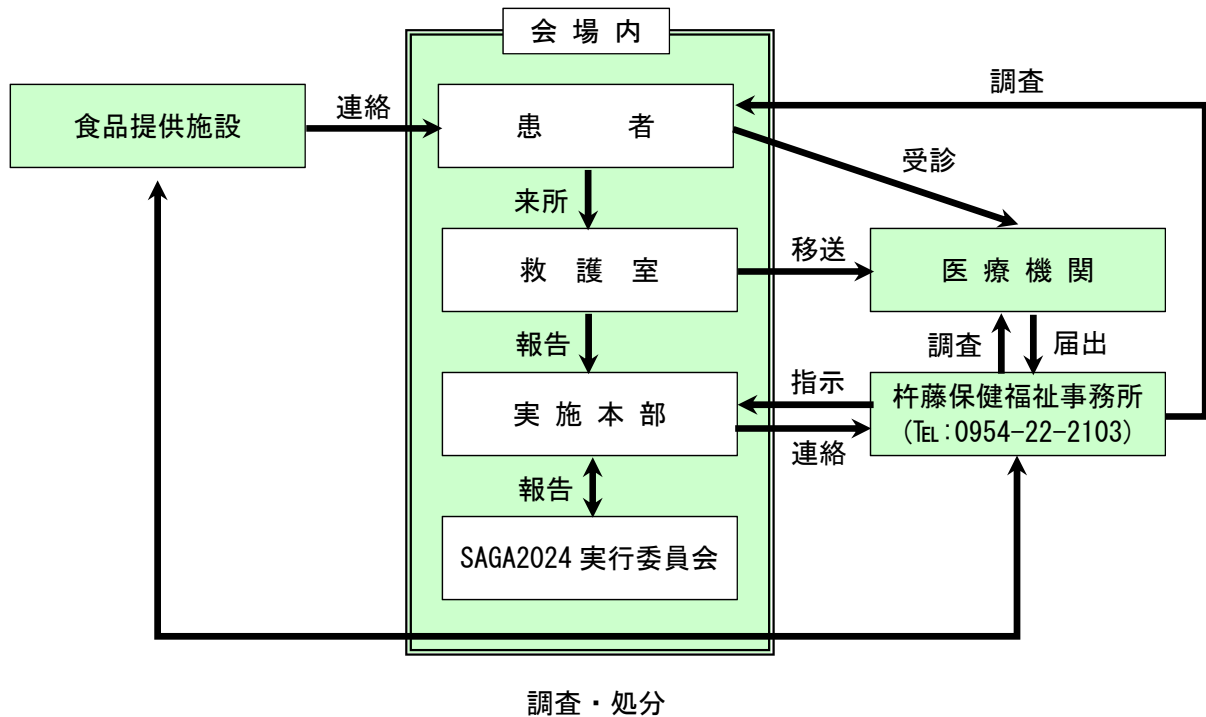 会場内
調査
連絡
食品提供施設
患者
受診
来所
移送
救護室
医療機関
報告
調査
届出
指示
実施本部
杵藤保健福祉事務所
(℡:0954-22-2103)
連絡
報告
SAGA2024実行委員会
調査・処分